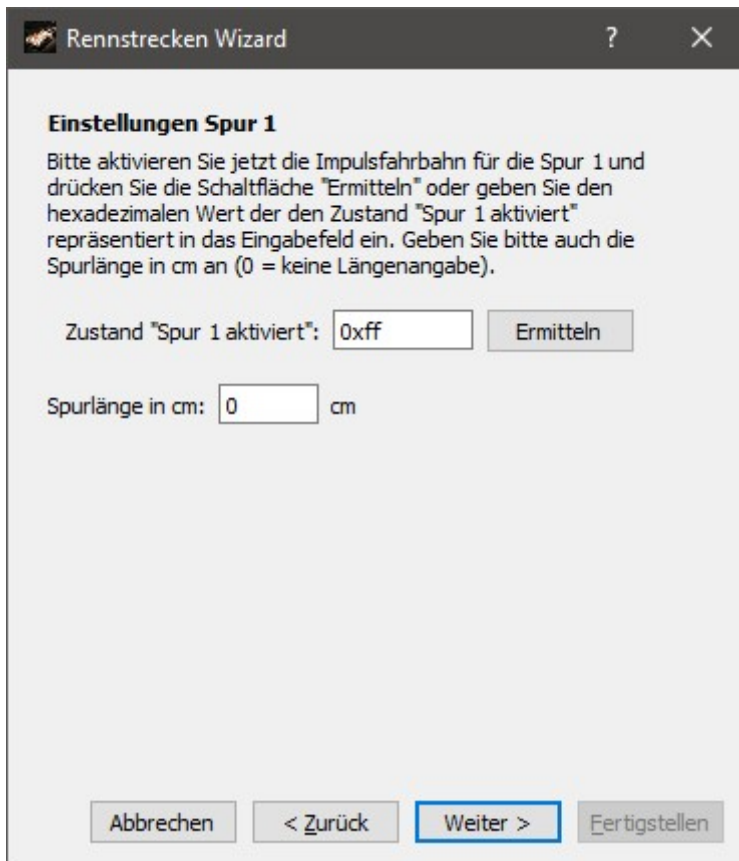 Rennstrecken Wizard ? ✕
Einstellungen Spur 1
Bitte aktivieren Sie jetzt die Impulsfahrbahn für die Spur 1 und
drücken Sie die Schaltfläche "Ermitteln" oder geben Sie den
hexadezimalen Wert der den Zustand "Spur 1 aktiviert"
repräsentiert in das Eingabefeld ein. Geben Sie bitte auch die
Spurlänge in cm an (0 = keine Längenangabe).
Zustand "Spur 1 aktiviert": 0xff Ermitteln
Spurlänge in cm: 0 cm
Abbrechen < Zurück Weiter > Fertigstellen